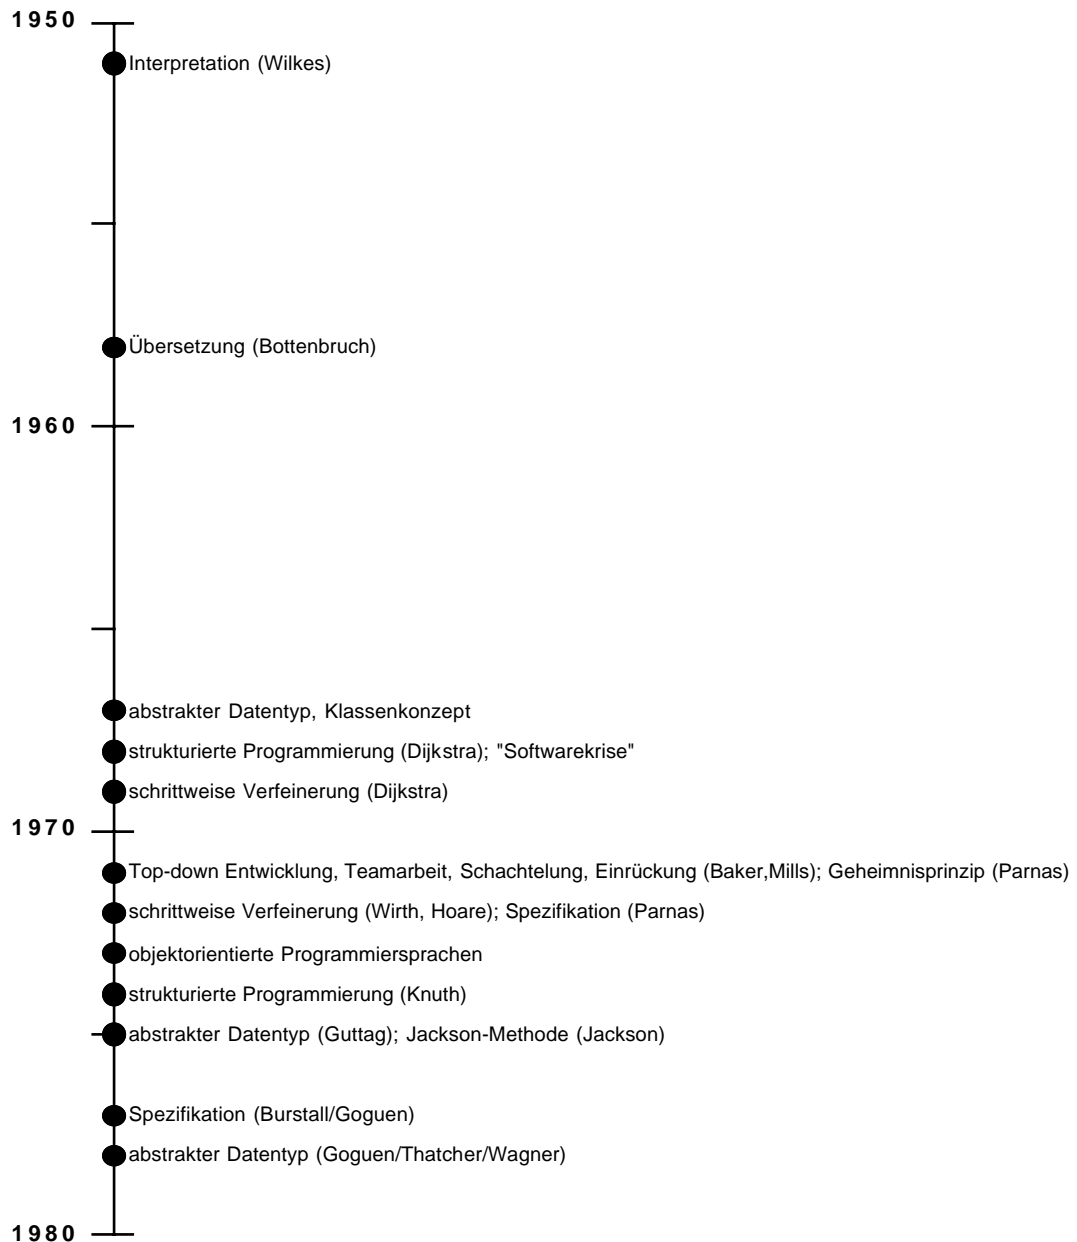 1950
Interpretation (Wilkes)
Übersetzung (Bottenbruch)
1960
abstrakter Datentyp, Klassenkonzept
strukturierte Programmierung (Dijkstra); "Softwarekrise"
schrittweise Verfeinerung (Dijkstra)
1970
Top-down Entwicklung, Teamarbeit, Schachtelung, Einrückung (Baker,Mills); Geheimnisprinzip (Parnas)
schrittweise Verfeinerung (Wirth, Hoare); Spezifikation (Parnas)
objektorientierte Programmiersprachen
strukturierte Programmierung (Knuth)
abstrakter Datentyp (Guttag); Jackson-Methode (Jackson)
Spezifikation (Burstall/Goguen)
abstrakter Datentyp (Goguen/Thatcher/Wagner)
1980